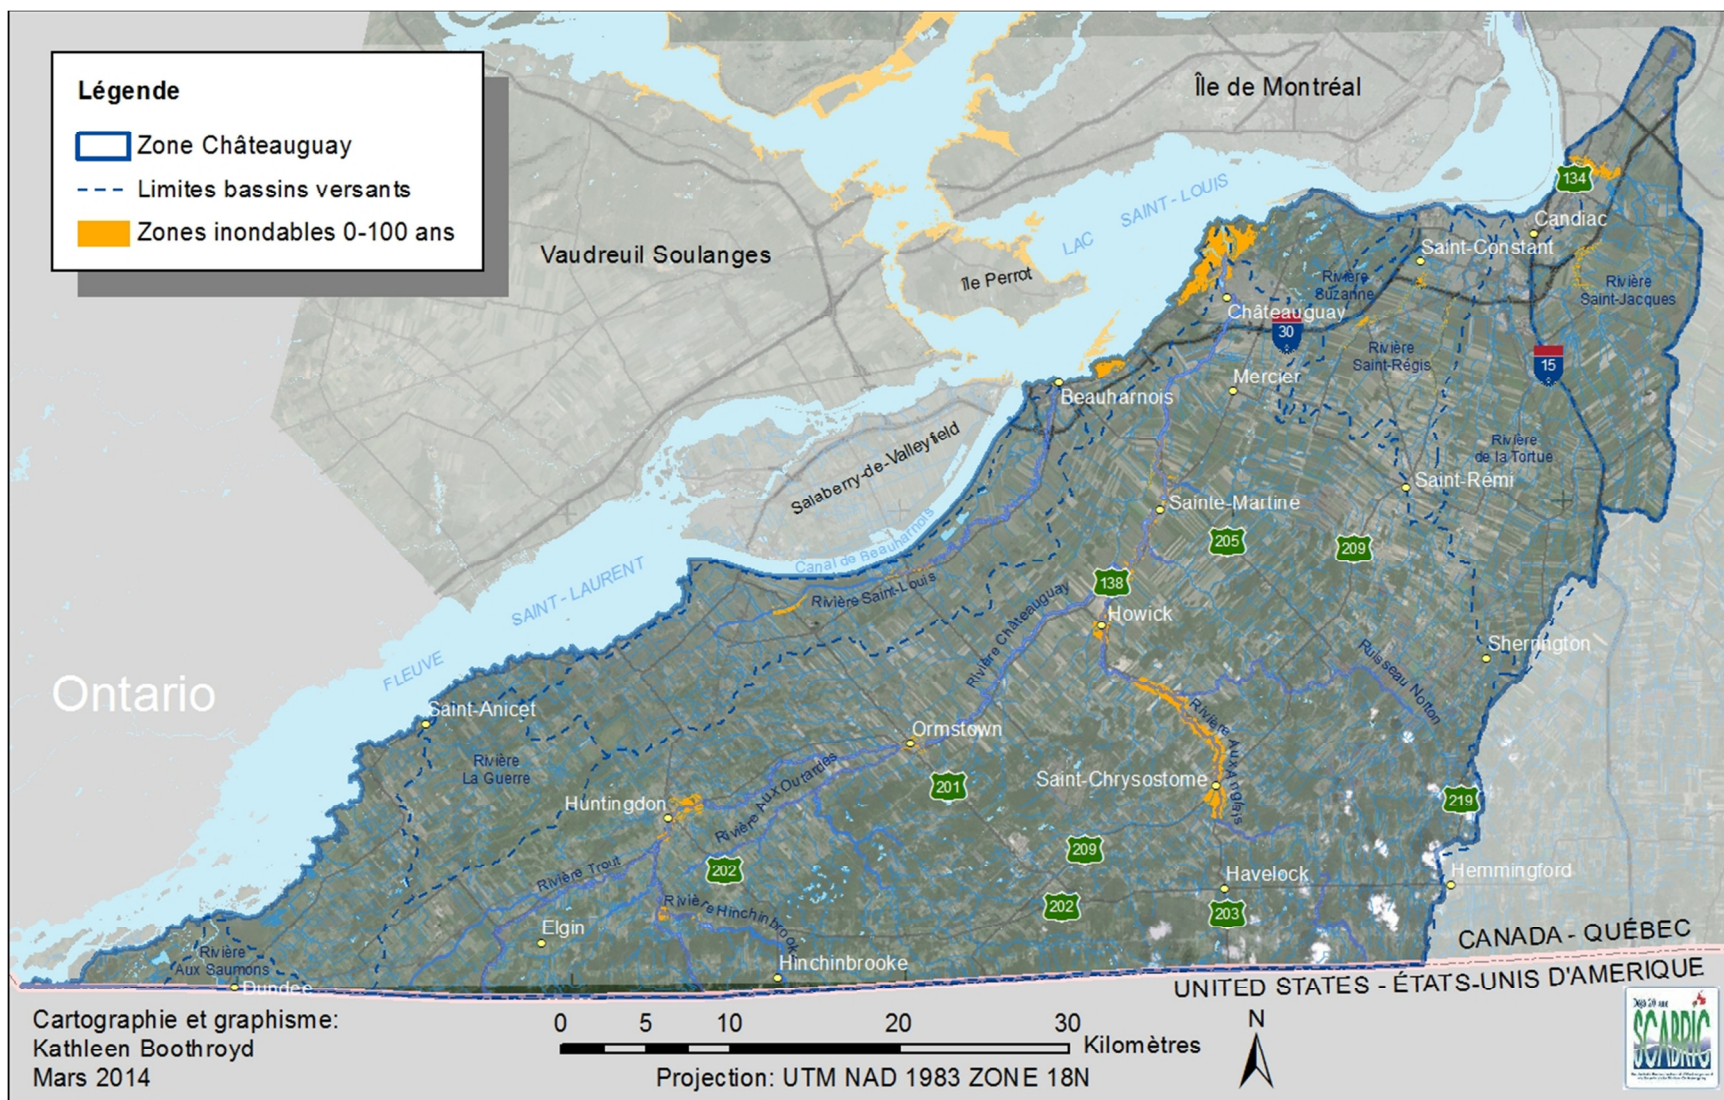 Légende
Zone Châteauguay
Limites bassins versants
Zones inondables 0-100 ans
Île de Montréal
Vaudreuil Soulanges
île Perrot
LAC SAINT-LOUIS
134
Candiac
Saint-Constant
Rivière
Suzanne
Rivière
Saint-Jacques
Châteauguay
30
Rivière
Saint-Régis
15
Mercier
Beauharnois
Salaberry-de-Valleyfield
Rivière
de la Tortue
Saint-Rémi
Sainte-Martine
205
209
Canal de Beauharnois
FLEUVE SAINT-LAURENT
Rivière Saint-Louis
138
Howick
Rivière Châteauguay
Sherrington
Ruisseau Norton
Ontario
Saint-Anicet
Ormstown
Rivière Aux Anglais
Rivière
La Guerre
Saint-Chrysostome
201
219
Huntingdon
Rivière Aux Outardes
209
Rivière Trout
202
Havelock
Hemmingford
202
203
Rivière Hinchinbrook
Elgin
Rivière
Aux Saumons
Hinchinbrooke
Dundee
CANADA - QUÉBEC
UNITED STATES - ÉTATS-UNIS D'AMERIQUE
Cartographie et graphisme:
Kathleen Boothroyd
Mars 2014
0 5 10 20 30
Kilomètres
Projection: UTM NAD 1983 ZONE 18N
N
Déjà 20 ans
SCABRIC